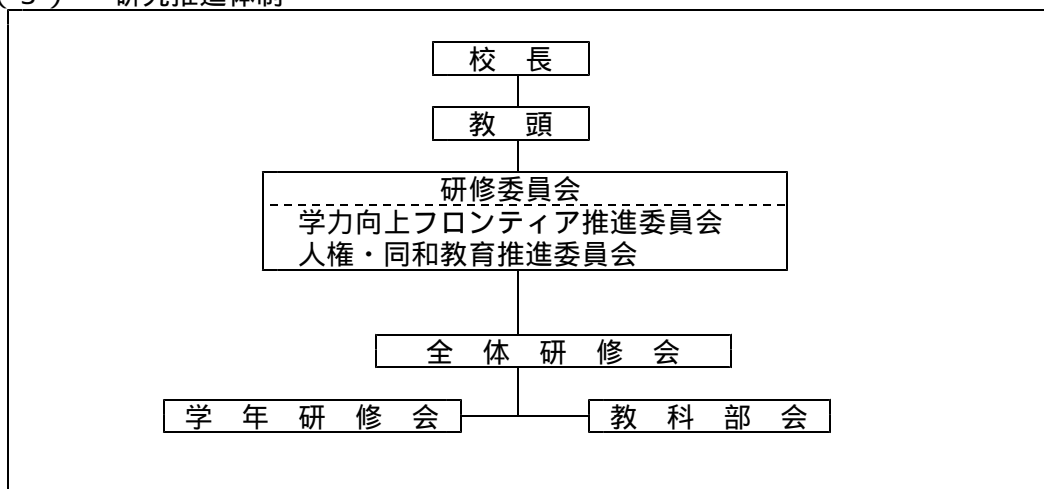 (3) 研究推進体制
校 長
教 頭
研修委員会
学力向上フロンティア推進委員会
人権・同和教育推進委員会
全 体 研 修 会
学 年 研 修 会
教 科 部 会